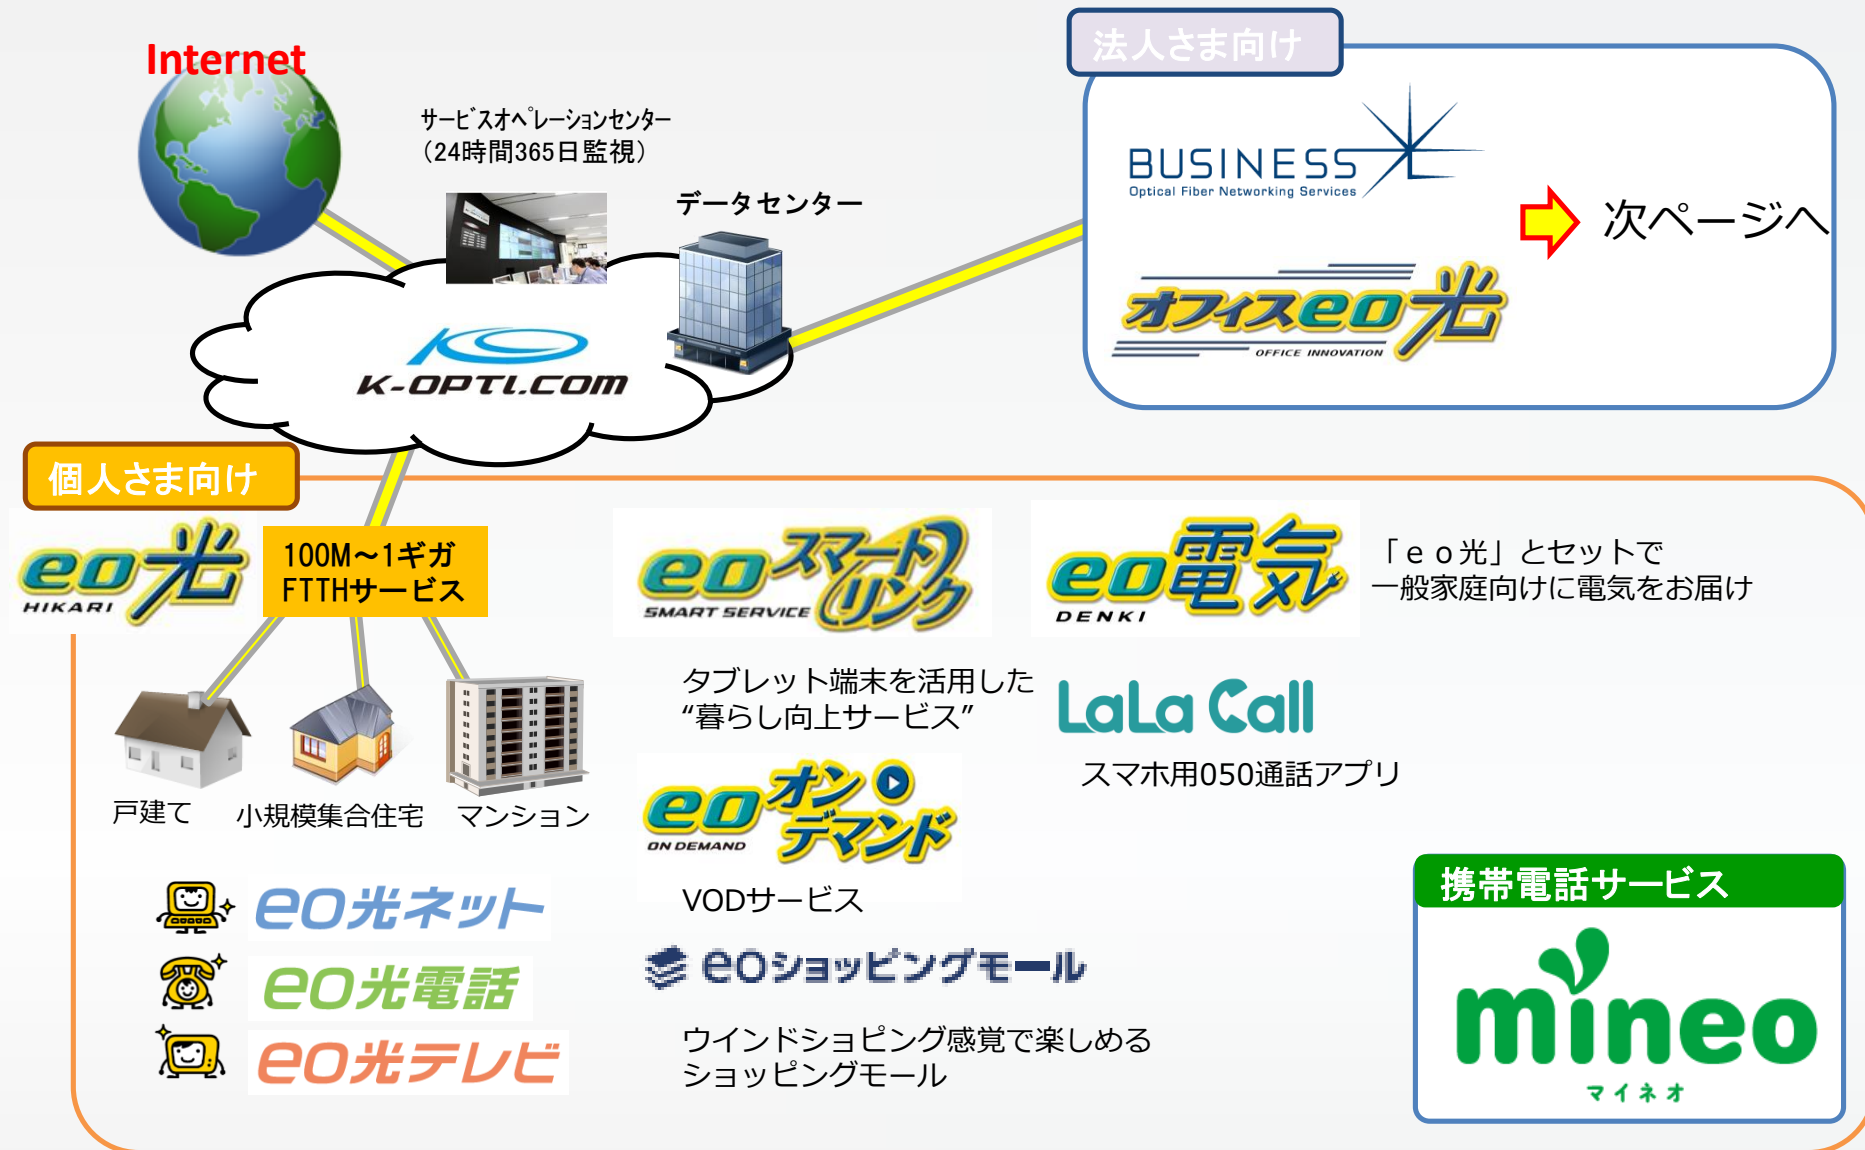 Internet
サービスオペレーションセンター
（24時間365日監視）
データセンター
K-OPTI.COM
法人さま向け
BUSINESS
Optical Fiber Networking Services
オフィスeo光
OFFICE INNOVATION
次ページへ
個人さま向け
eo光
HIKARI
100M～1ギガ
FTTHサービス
戸建て
小規模集合住宅
マンション
eo光ネット
eo光電話
eo光テレビ
eoスマートリンク
SMART SERVICE
タブレット端末を活用した
“暮らし向上サービス”
eoオンデマンド
ON DEMAND
VODサービス
eoショッピングモール
ウインドショピング感覚で楽しめる
ショッピングモール
eo電気
DENKI
「ｅｏ光」とセットで
一般家庭向けに電気をお届け
LaLa Call
スマホ用050通話アプリ
携帯電話サービス
mineo
マイネオ